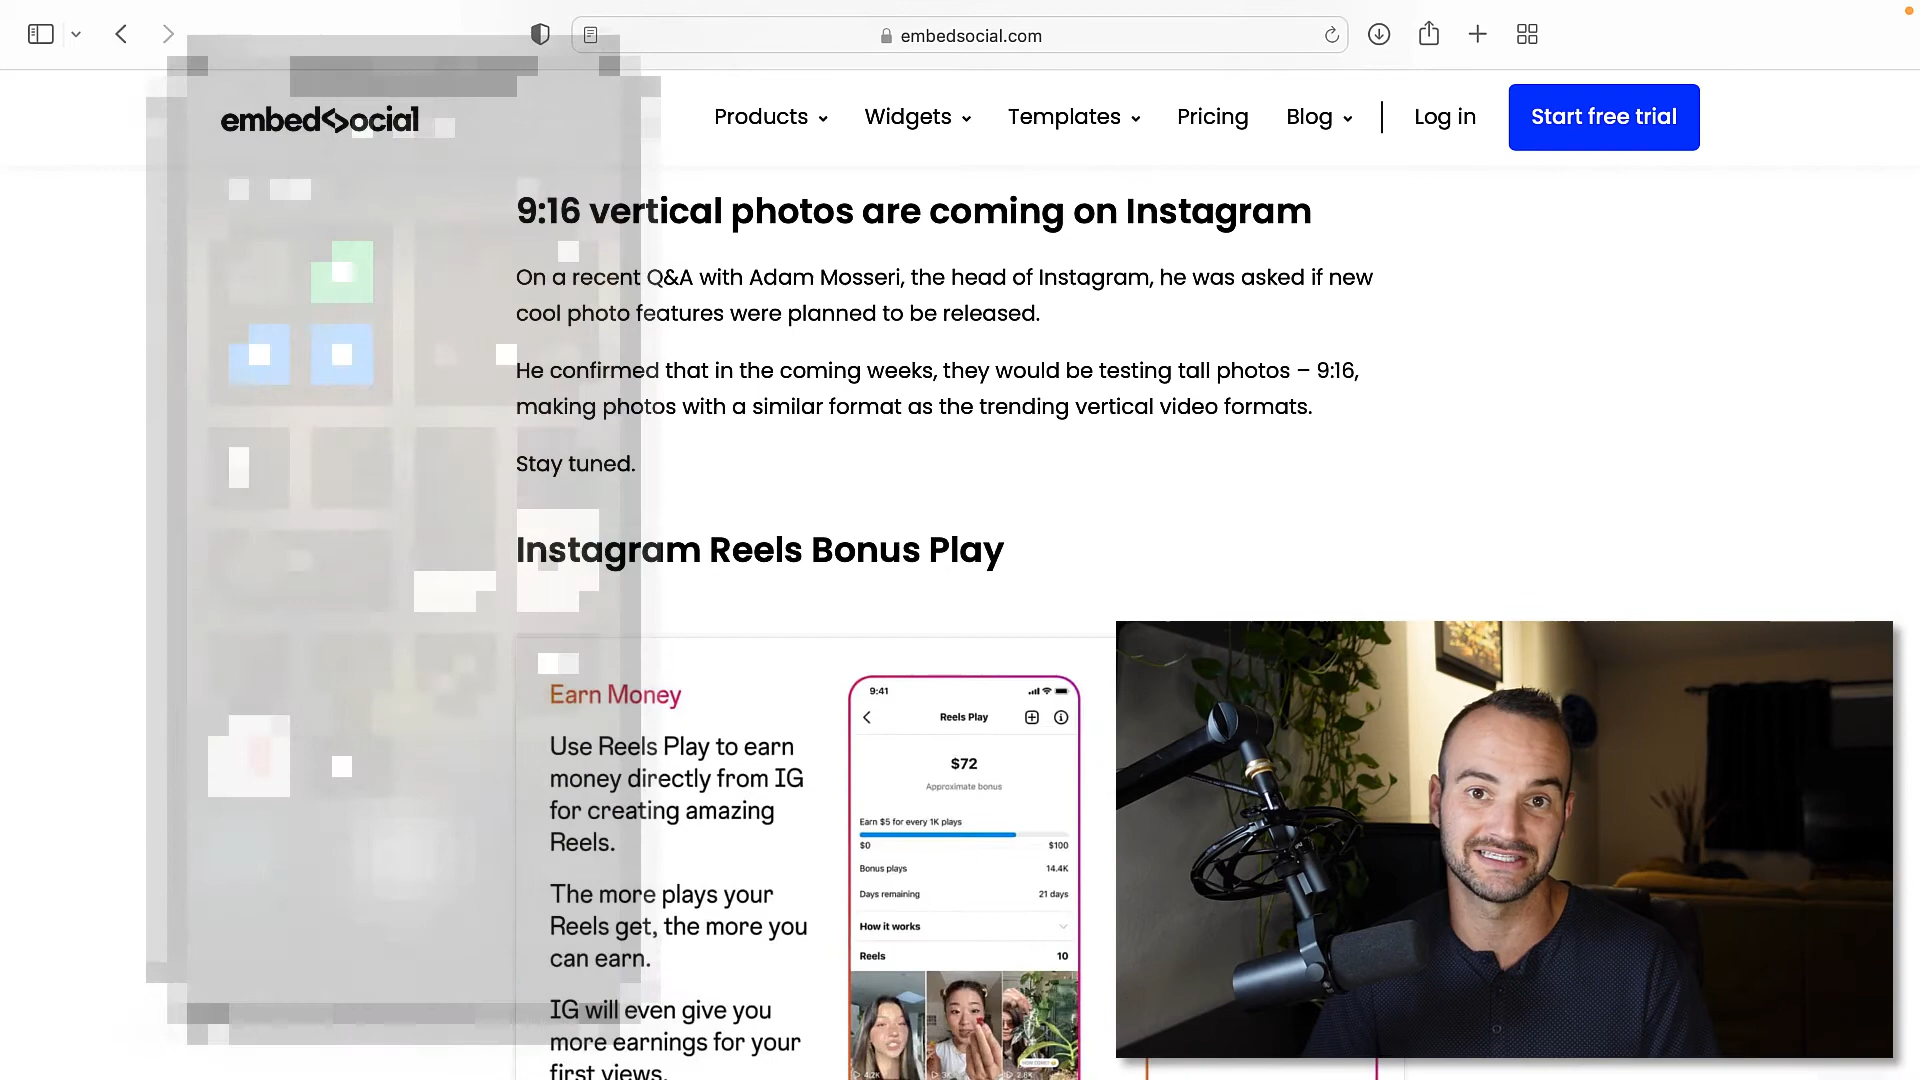 embedsocial.com
embedsocial
Products
Widgets
Templates
Pricing
Blog
Log in
Start free trial
9:16 vertical photos are coming on Instagram
On a recent Q&A with Adam Mosseri, the head of Instagram, he was asked if new
cool photo features were planned to be released.
He confirmed that in the coming weeks, they would be testing tall photos – 9:16,
making photos with a similar format as the trending vertical video formats.
Stay tuned.
Instagram Reels Bonus Play
Earn Money
Use Reels Play to earn
money directly from IG
for creating amazing
Reels.
The more plays your
Reels get, the more you
can earn.
IG will even give you
more earnings for your
first views.
9:41
Reels Play
$72
Approximate bonus
Earn $5 for every 1K plays
$0 $100
Bonus plays 14.4K
Days remaining 21 days
How it works
Reels 10
4.2K
3K
2.8K